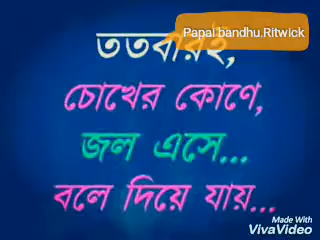 Papai bandhu.Ritwick
ততবারই,
চোখের কোণে,
জল এসে...
বলে দিয়ে যায়...
Made With
VivaVideo